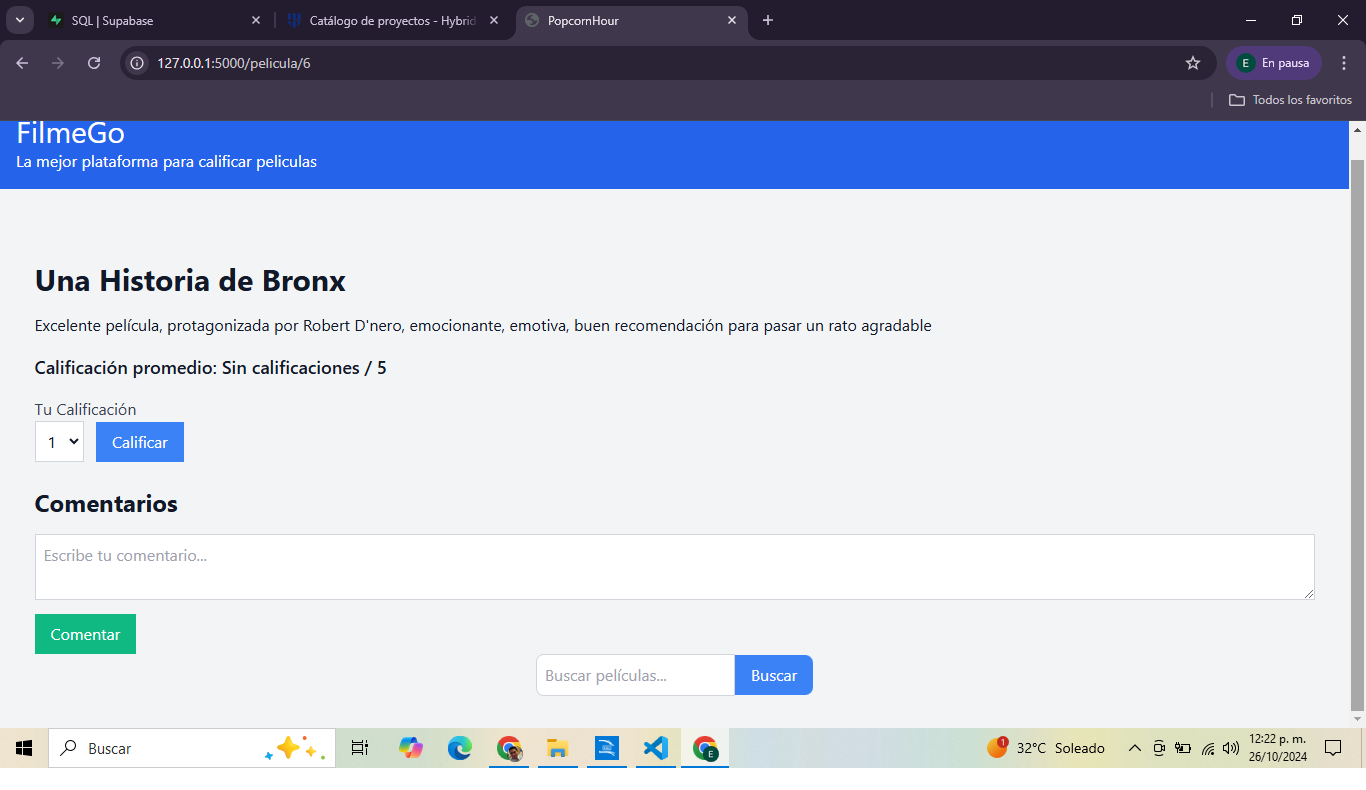 SQL | Supabase
Catálogo de proyectos - Hybrid
PopcornHour
127.0.0.1:5000/pelicula/6
E
En pausa
Todos los favoritos
FilmeGo
La mejor plataforma para calificar peliculas
Una Historia de Bronx
Excelente película, protagonizada por Robert D'nero, emocionante, emotiva, buen recomendación para pasar un rato agradable
Calificación promedio: Sin calificaciones / 5
Tu Calificación
1
Calificar
Comentarios
Escribe tu comentario...
Comentar
Buscar películas...
Buscar
Buscar
E
1
32°C Soleado
12:22 p. m.
26/10/2024